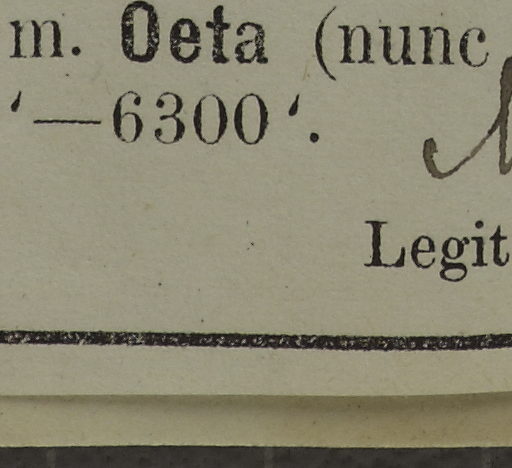 m. Oeta (nunc
‘—6300‘.
Legit